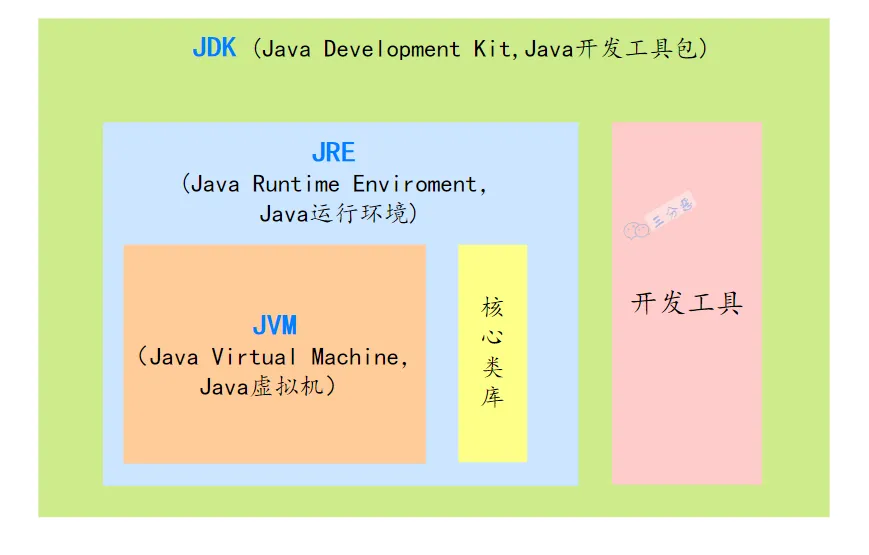 JDK (Java Development Kit,Java开发工具包)
JRE
(Java Runtime Enviroment,
Java运行环境)
JVM
(Java Virtual Machine,
Java虚拟机)
核
心
类
库
三分恶
开发工具